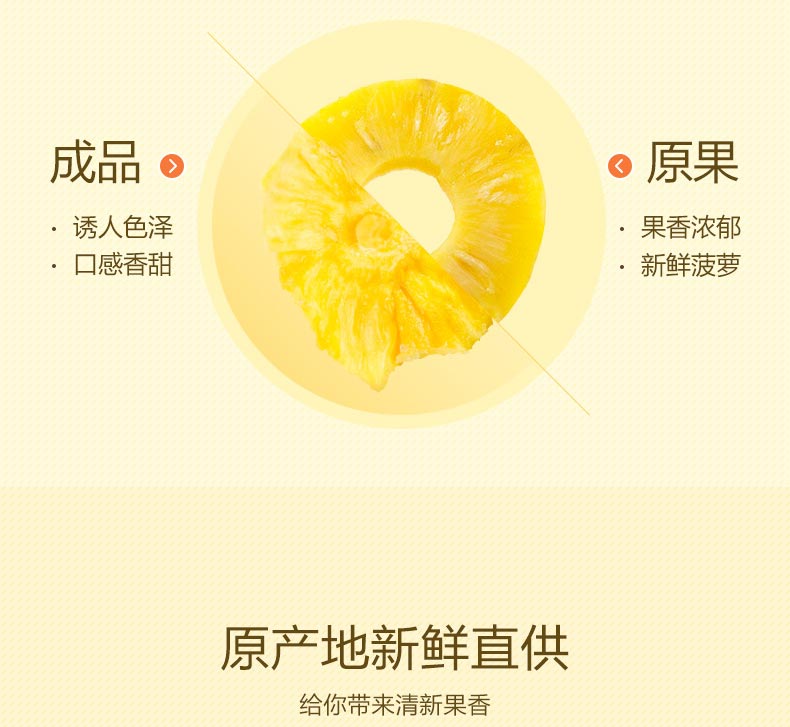 成品
· 诱人色泽
· 口感香甜
原果
· 果香浓郁
· 新鲜菠萝
原产地新鲜直供
给你带来清新果香